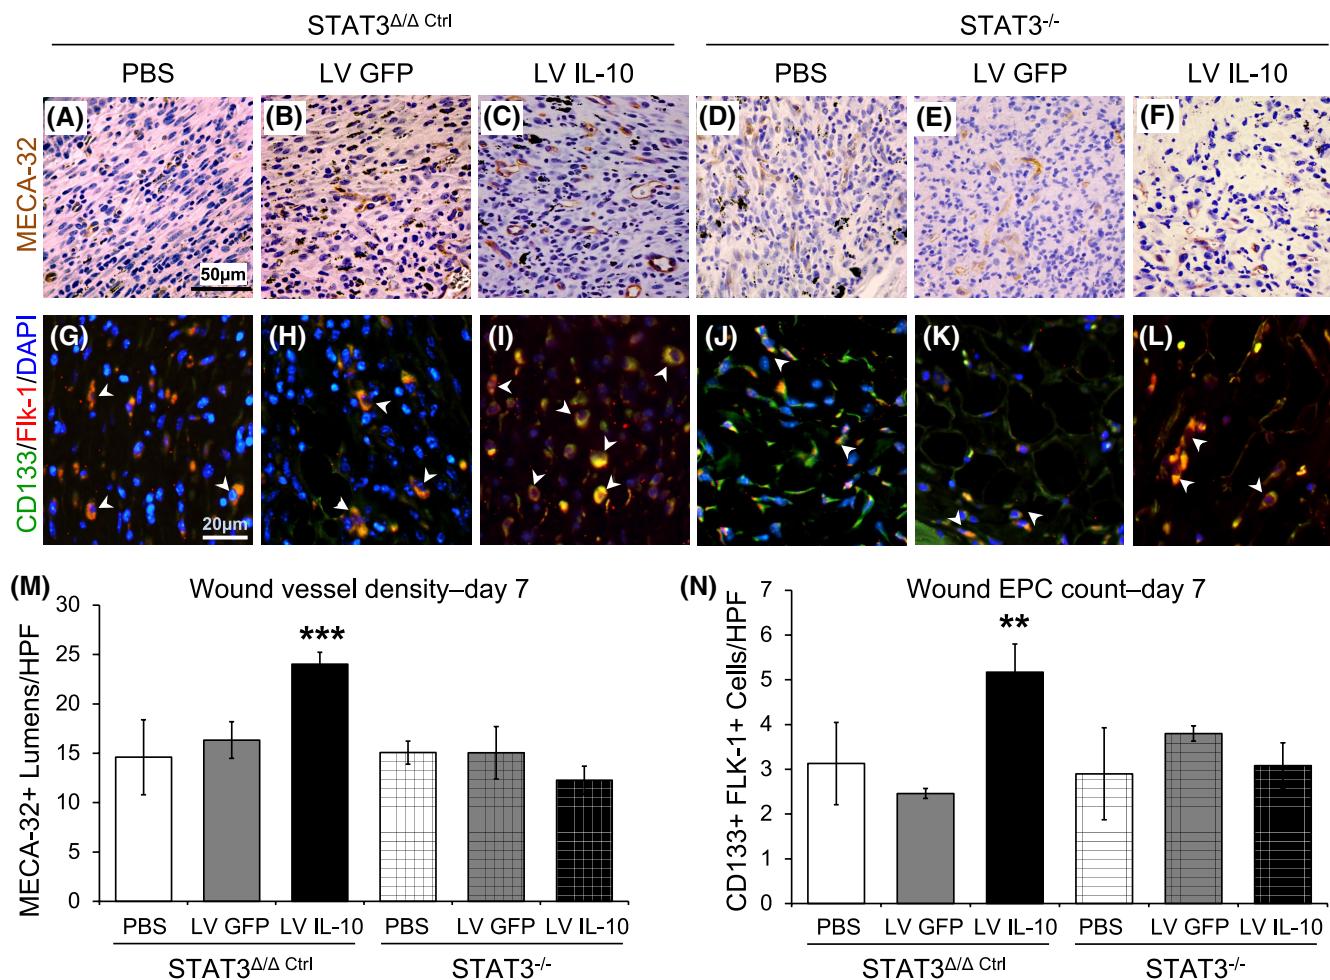 STAT3Δ/Δ Ctrl STAT3-/-
PBS LV GFP LV IL-10 PBS LV GFP LV IL-10
MECA-32
(A) (B) (C) (D) (E) (F)
50µm
CD133/Flk-1/DAPI
(G) (H) (I) (J) (K) (L)
20µm
(M) Wound vessel density–day 7
MECA-32+ Lumens/HPF
30
25
20
15
10
5
0
***
PBS LV GFP LV IL-10 PBS LV GFP LV IL-10
STAT3Δ/Δ Ctrl STAT3-/-
(N) Wound EPC count–day 7
CD133+ FLK-1+ Cells/HPF
7
6
5
4
3
2
1
0
**
PBS LV GFP LV IL-10 PBS LV GFP LV IL-10
STAT3Δ/Δ Ctrl STAT3-/-